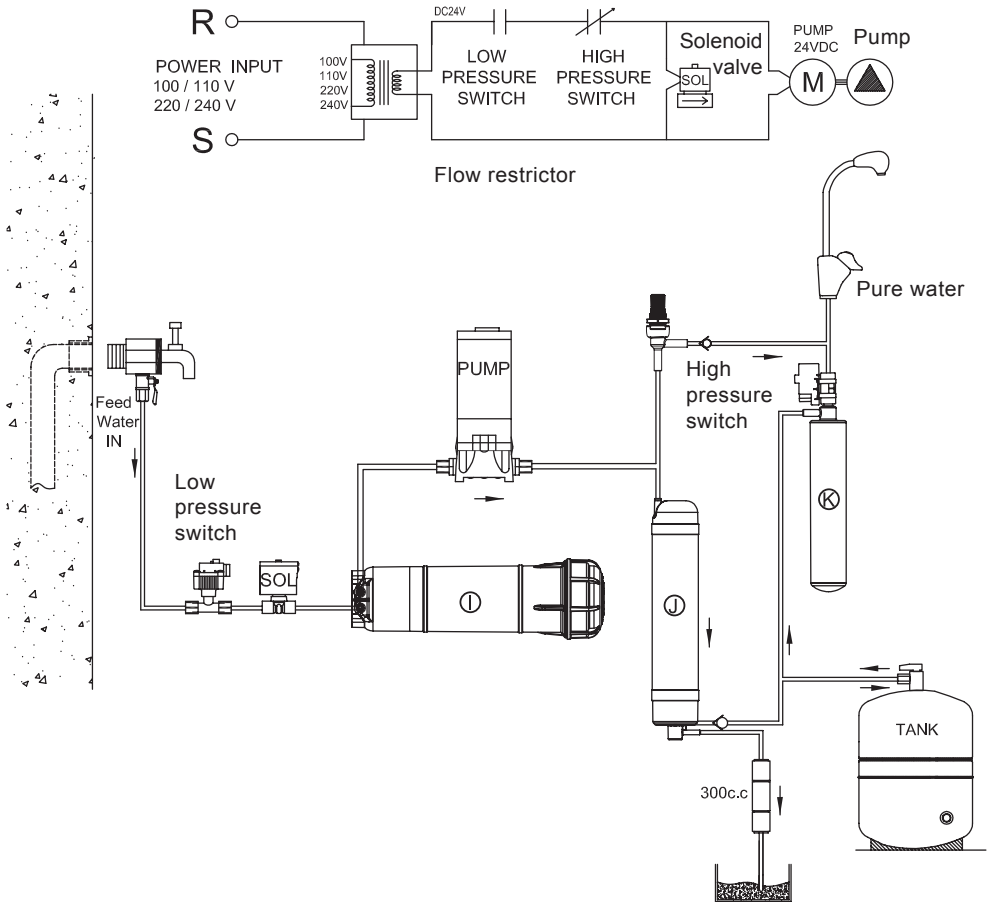 R
POWER INPUT
100 / 110 V
220 / 240 V
S
100V
110V
220V
240V
DC24V
LOW
PRESSURE
SWITCH
HIGH
PRESSURE
SWITCH
Solenoid
valve
SOL
PUMP
24VDC
M
Pump
Flow restrictor
Pure water
PUMP
High
pressure
switch
Feed
Water
IN
Low
pressure
switch
SOL
I
J
K
TANK
300c.c